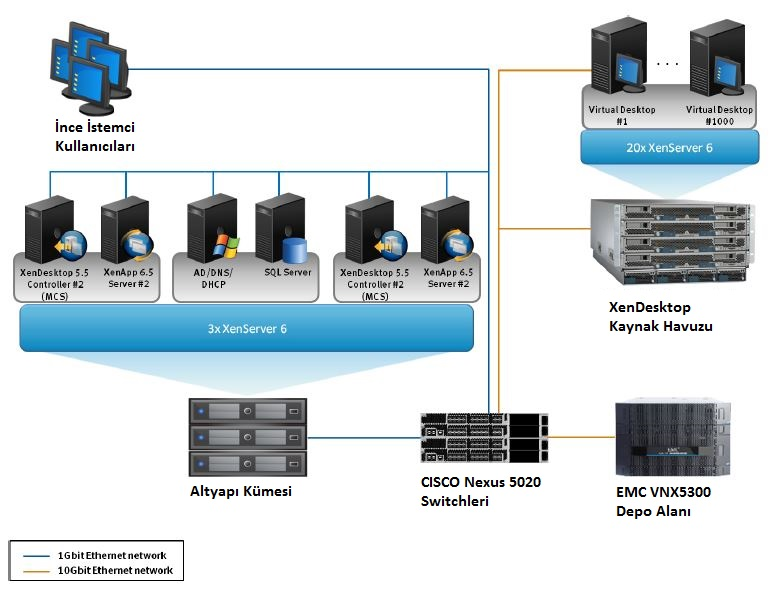 İnce İstemci
Kullanıcıları
Virtual Desktop
#1
. . .
Virtual Desktop
#1000
20x XenServer 6
XenDesktop 5.5
Controller #2
(MCS)
XenApp 6.5
Server #2
AD/DNS/
DHCP
SQL Server
XenDesktop 5.5
Controller #2
(MCS)
XenApp 6.5
Server #2
3x XenServer 6
XenDesktop
Kaynak Havuzu
Altyapı Kümesi
CISCO Nexus 5020
Switchleri
EMC VNX5300
Depo Alanı
1Gbit Ethernet network
10Gbit Ethernet network